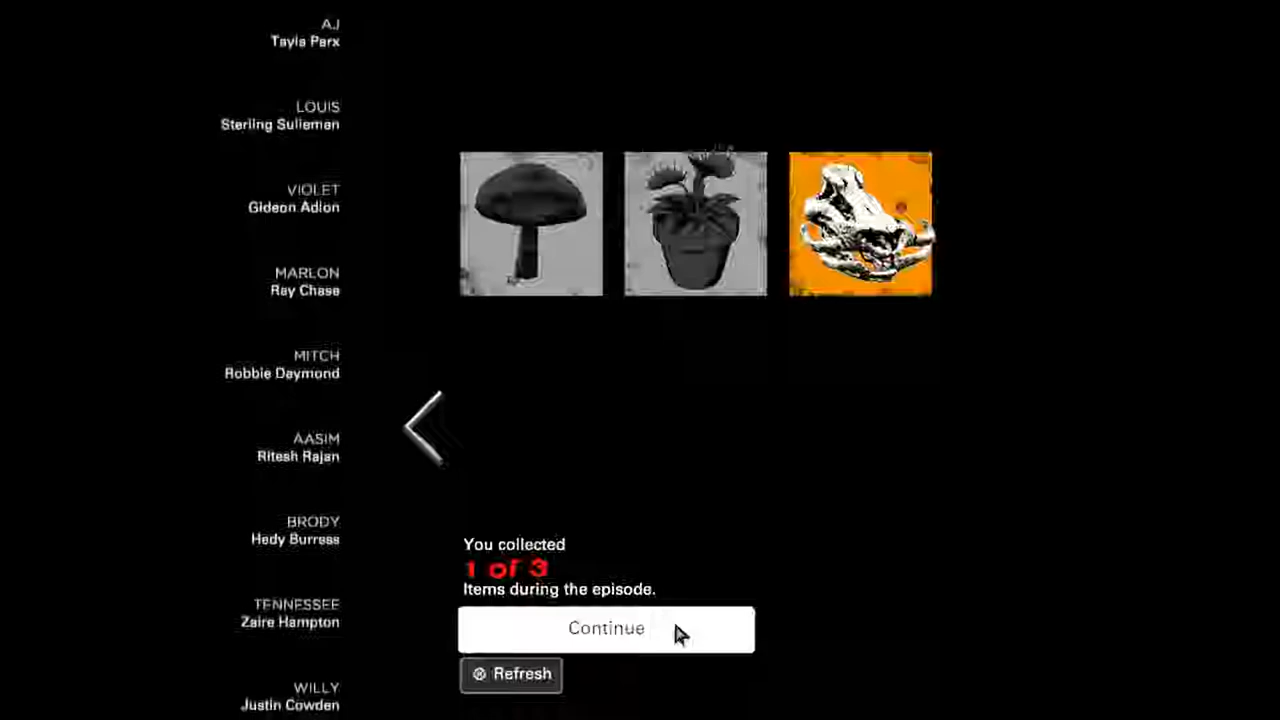 AJ
Tayla Parx
LOUIS
Sterling Sulieman
VIOLET
Gideon Adlon
MARLON
Ray Chase
MITCH
Robbie Daymond
AASIM
Ritesh Rajan
BRODY
Hedy Burress
TENNESSEE
Zaire Hampton
WILLY
Justin Cowden
You collected
1 of 3
Items during the episode.
Continue
Refresh